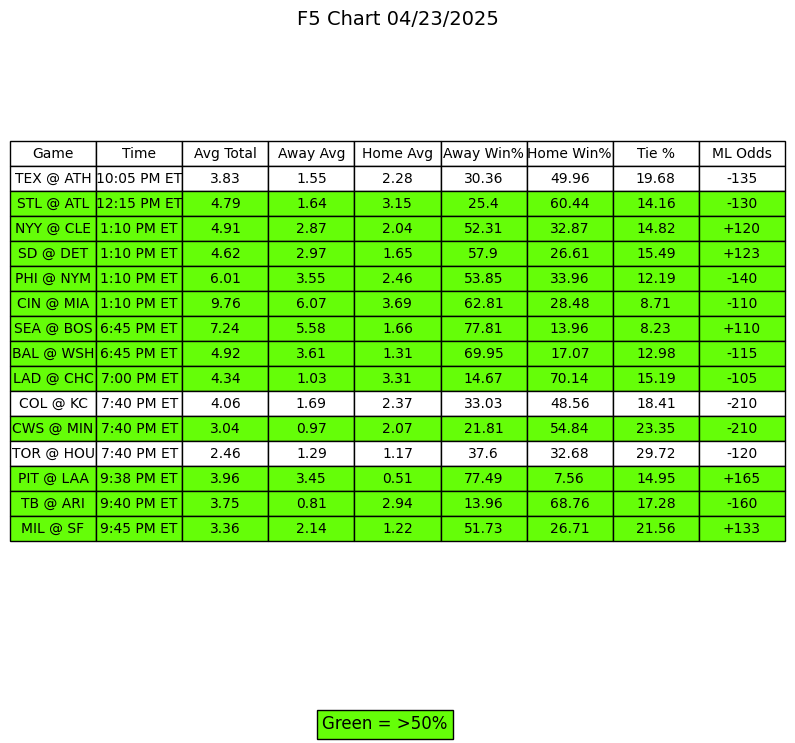 F5 Chart 04/23/2025
Game Time Avg Total Away Avg Home Avg Away Win% Home Win% Tie % ML Odds
TEX @ ATH 10:05 PM ET 3.83 1.55 2.28 30.36 49.96 19.68 -135
STL @ ATL 12:15 PM ET 4.79 1.64 3.15 25.4 60.44 14.16 -130
NYY @ CLE 1:10 PM ET 4.91 2.87 2.04 52.31 32.87 14.82 +120
SD @ DET 1:10 PM ET 4.62 2.97 1.65 57.9 26.61 15.49 +123
PHI @ NYM 1:10 PM ET 6.01 3.55 2.46 53.85 33.96 12.19 -140
CIN @ MIA 1:10 PM ET 9.76 6.07 3.69 62.81 28.48 8.71 -110
SEA @ BOS 6:45 PM ET 7.24 5.58 1.66 77.81 13.96 8.23 +110
BAL @ WSH 6:45 PM ET 4.92 3.61 1.31 69.95 17.07 12.98 -115
LAD @ CHC 7:00 PM ET 4.34 1.03 3.31 14.67 70.14 15.19 -105
COL @ KC 7:40 PM ET 4.06 1.69 2.37 33.03 48.56 18.41 -210
CWS @ MIN 7:40 PM ET 3.04 0.97 2.07 21.81 54.84 23.35 -210
TOR @ HOU 7:40 PM ET 2.46 1.29 1.17 37.6 32.68 29.72 -120
PIT @ LAA 9:38 PM ET 3.96 3.45 0.51 77.49 7.56 14.95 +165
TB @ ARI 9:40 PM ET 3.75 0.81 2.94 13.96 68.76 17.28 -160
MIL @ SF 9:45 PM ET 3.36 2.14 1.22 51.73 26.71 21.56 +133
Green = >50%